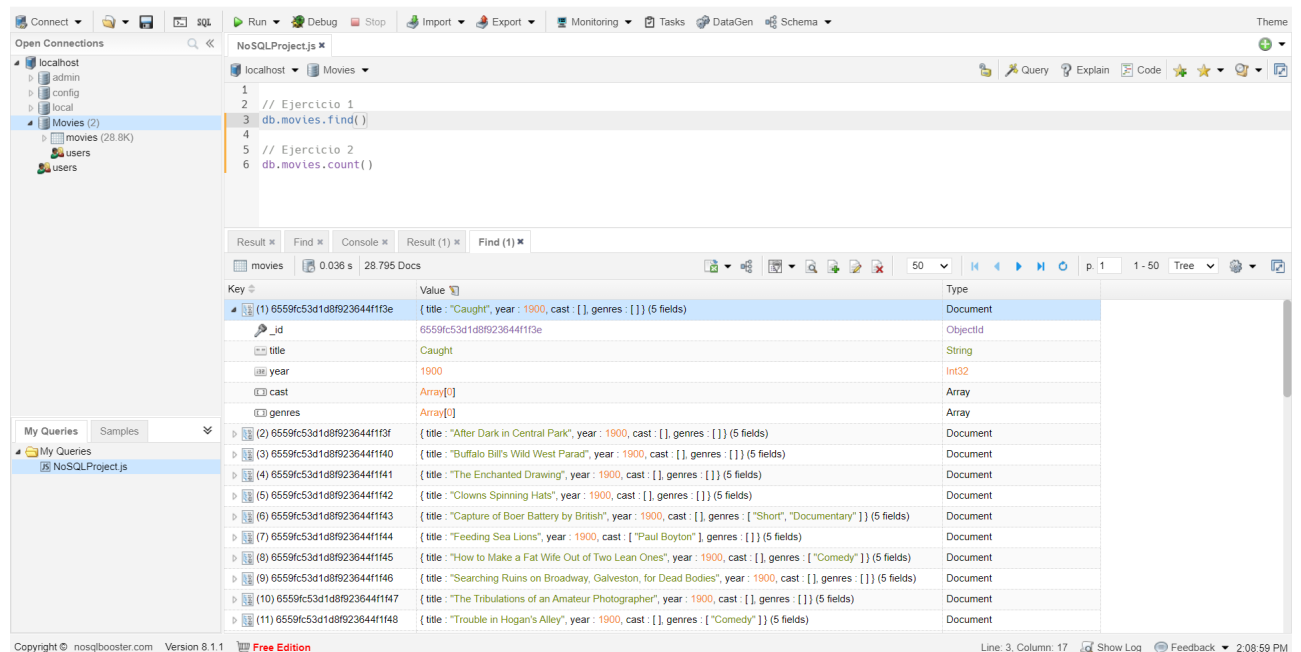 Connect Run Debug Stop Import Export Monitoring Tasks DataGen Schema Theme
SQL
Open Connections
NoSQLProject.js
localhost
admin
config
local
Movies (2)
movies (28.8K)
users
users
localhost Movies Query Explain Code
1
2 // Ejercicio 1
3 db.movies.find()
4
5 // Ejercicio 2
6 db.movies.count()
Result Find Console Result (1) Find (1)
movies 0.036 s 28.795 Docs 50 p. 1 1 - 50 Tree
Key Value Type
(1) 6559fc53d1d8f923644f1f3e { title : "Caught", year : 1900, cast : [ ], genres : [ ] } (5 fields) Document
_id 6559fc53d1d8f923644f1f3e ObjectId
title Caught String
year 1900 Int32
cast Array[0] Array
genres Array[0] Array
(2) 6559fc53d1d8f923644f1f3f { title : "After Dark in Central Park", year : 1900, cast : [ ], genres : [ ] } (5 fields) Document
(3) 6559fc53d1d8f923644f1f40 { title : "Buffalo Bill's Wild West Parad", year : 1900, cast : [ ], genres : [ ] } (5 fields) Document
(4) 6559fc53d1d8f923644f1f41 { title : "The Enchanted Drawing", year : 1900, cast : [ ], genres : [ ] } (5 fields) Document
(5) 6559fc53d1d8f923644f1f42 { title : "Clowns Spinning Hats", year : 1900, cast : [ ], genres : [ ] } (5 fields) Document
(6) 6559fc53d1d8f923644f1f43 { title : "Capture of Boer Battery by British", year : 1900, cast : [ ], genres : [ "Short", "Documentary" ] } (5 fields) Document
(7) 6559fc53d1d8f923644f1f44 { title : "Feeding Sea Lions", year : 1900, cast : [ "Paul Boyton" ], genres : [ ] } (5 fields) Document
(8) 6559fc53d1d8f923644f1f45 { title : "How to Make a Fat Wife Out of Two Lean Ones", year : 1900, cast : [ ], genres : [ "Comedy" ] } (5 fields) Document
(9) 6559fc53d1d8f923644f1f46 { title : "Searching Ruins on Broadway, Galveston, for Dead Bodies", year : 1900, cast : [ ], genres : [ ] } (5 fields) Document
(10) 6559fc53d1d8f923644f1f47 { title : "The Tribulations of an Amateur Photographer", year : 1900, cast : [ ], genres : [ ] } (5 fields) Document
(11) 6559fc53d1d8f923644f1f48 { title : "Trouble in Hogan's Alley", year : 1900, cast : [ ], genres : [ "Comedy" ] } (5 fields) Document
My Queries Samples
My Queries
NoSQLProject.js
Copyright © nosqlbooster.com Version 8.1.1 Free Edition Line: 3, Column: 17 Show Log Feedback 2:08:59 PM